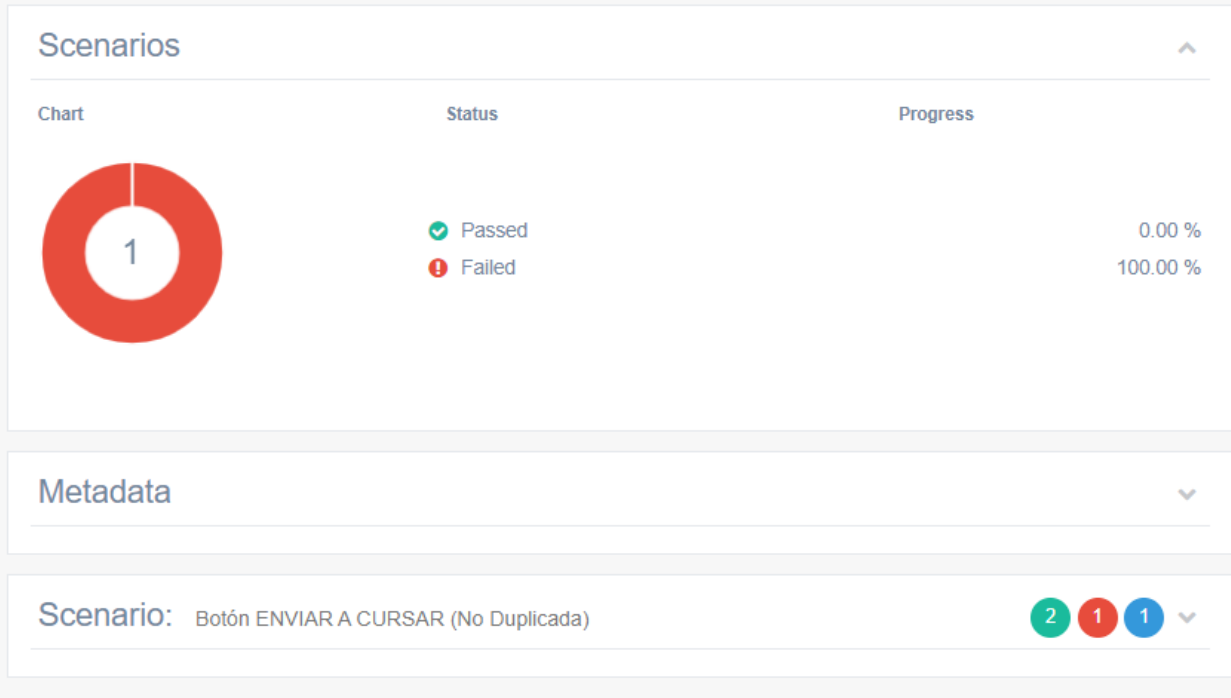 Scenarios
Chart Status Progress
1
Passed 0.00 %
Failed 100.00 %
Metadata
Scenario: Botón ENVIAR A CURSAR (No Duplicada) 2 1 1